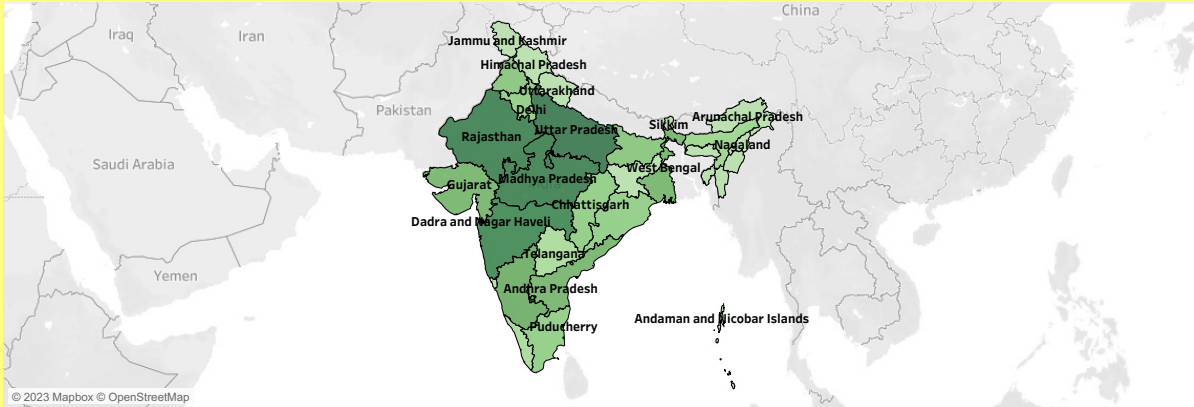 China
Iraq
Iran
Jammu and Kashmir
Himachal Pradesh
Uttarakhand
Pakistan
Delhi
Arunachal Pradesh
Sikkim
Uttar Pradesh
Rajasthan
Nagaland
Saudi Arabia
West Bengal
Madhya Pradesh
India
Gujarat
Chhattisgarh
Dadra and Nagar Haveli
Telangana
Yemen
Andhra Pradesh
Andaman and Nicobar Islands
Puducherry
© 2023 Mapbox © OpenStreetMap